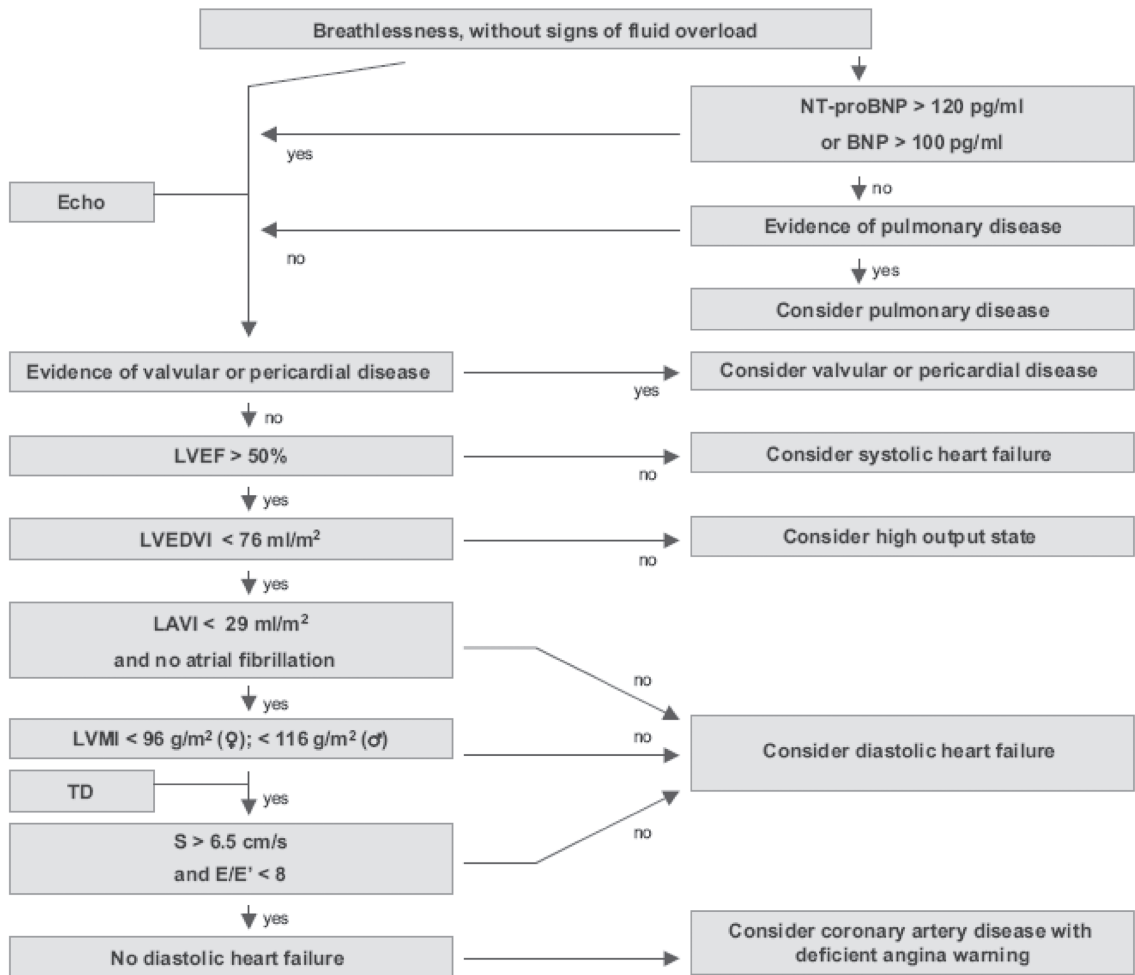 Breathlessness, without signs of fluid overload
NT-proBNP > 120 pg/ml
or BNP > 100 pg/ml
yes
no
Echo
Evidence of pulmonary disease
no
yes
Consider pulmonary disease
Evidence of valvular or pericardial disease
yes
Consider valvular or pericardial disease
no
LVEF > 50%
no
Consider systolic heart failure
yes
LVEDVI < 76 ml/m²
no
Consider high output state
yes
LAVI < 29 ml/m²
and no atrial fibrillation
no
yes
LVMI < 96 g/m² (♀); < 116 g/m² (♂)
no
Consider diastolic heart failure
TD
yes
S > 6.5 cm/s
and E/E’ < 8
no
yes
No diastolic heart failure
Consider coronary artery disease with
deficient angina warning